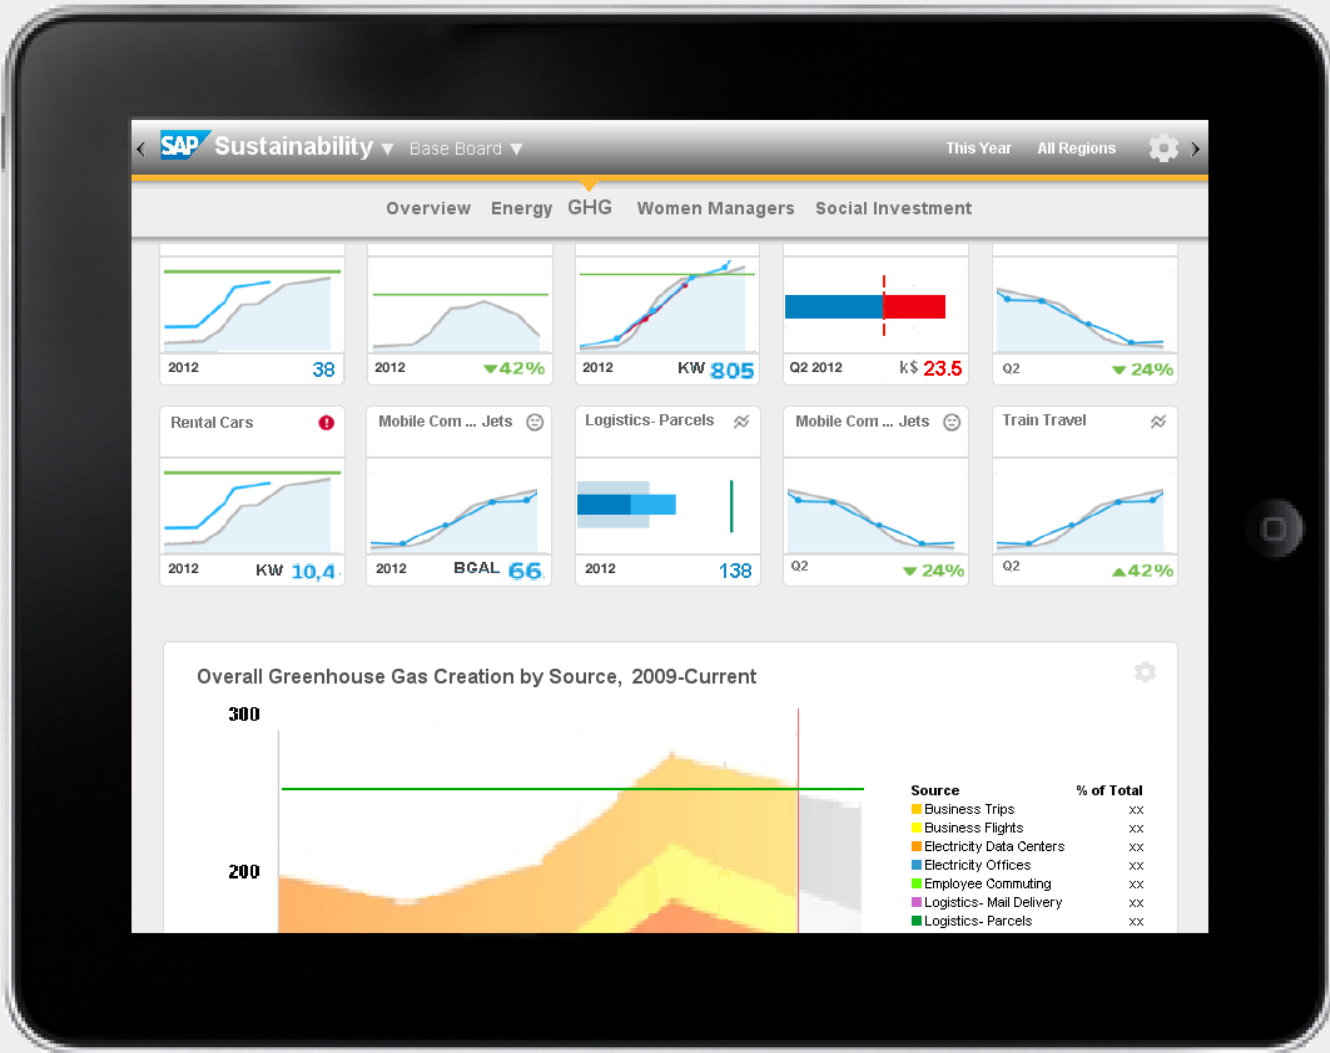 SAP Sustainability ▼ Base Board ▼ This Year All Regions
Overview Energy GHG Women Managers Social Investment
2012 38
2012 ▼42%
2012 KW 805
Q2 2012 k$ 23.5
Q2 ▼24%
Rental Cars
Mobile Com ... Jets
Logistics- Parcels
Mobile Com ... Jets
Train Travel
2012 KW 10,4
2012 BGAL 66
2012 138
Q2 ▼24%
Q2 ▲42%
Overall Greenhouse Gas Creation by Source, 2009-Current
300
200
Source % of Total
Business Trips xx
Business Flights xx
Electricity Data Centers xx
Electricity Offices xx
Employee Commuting xx
Logistics- Mail Delivery xx
Logistics- Parcels xx